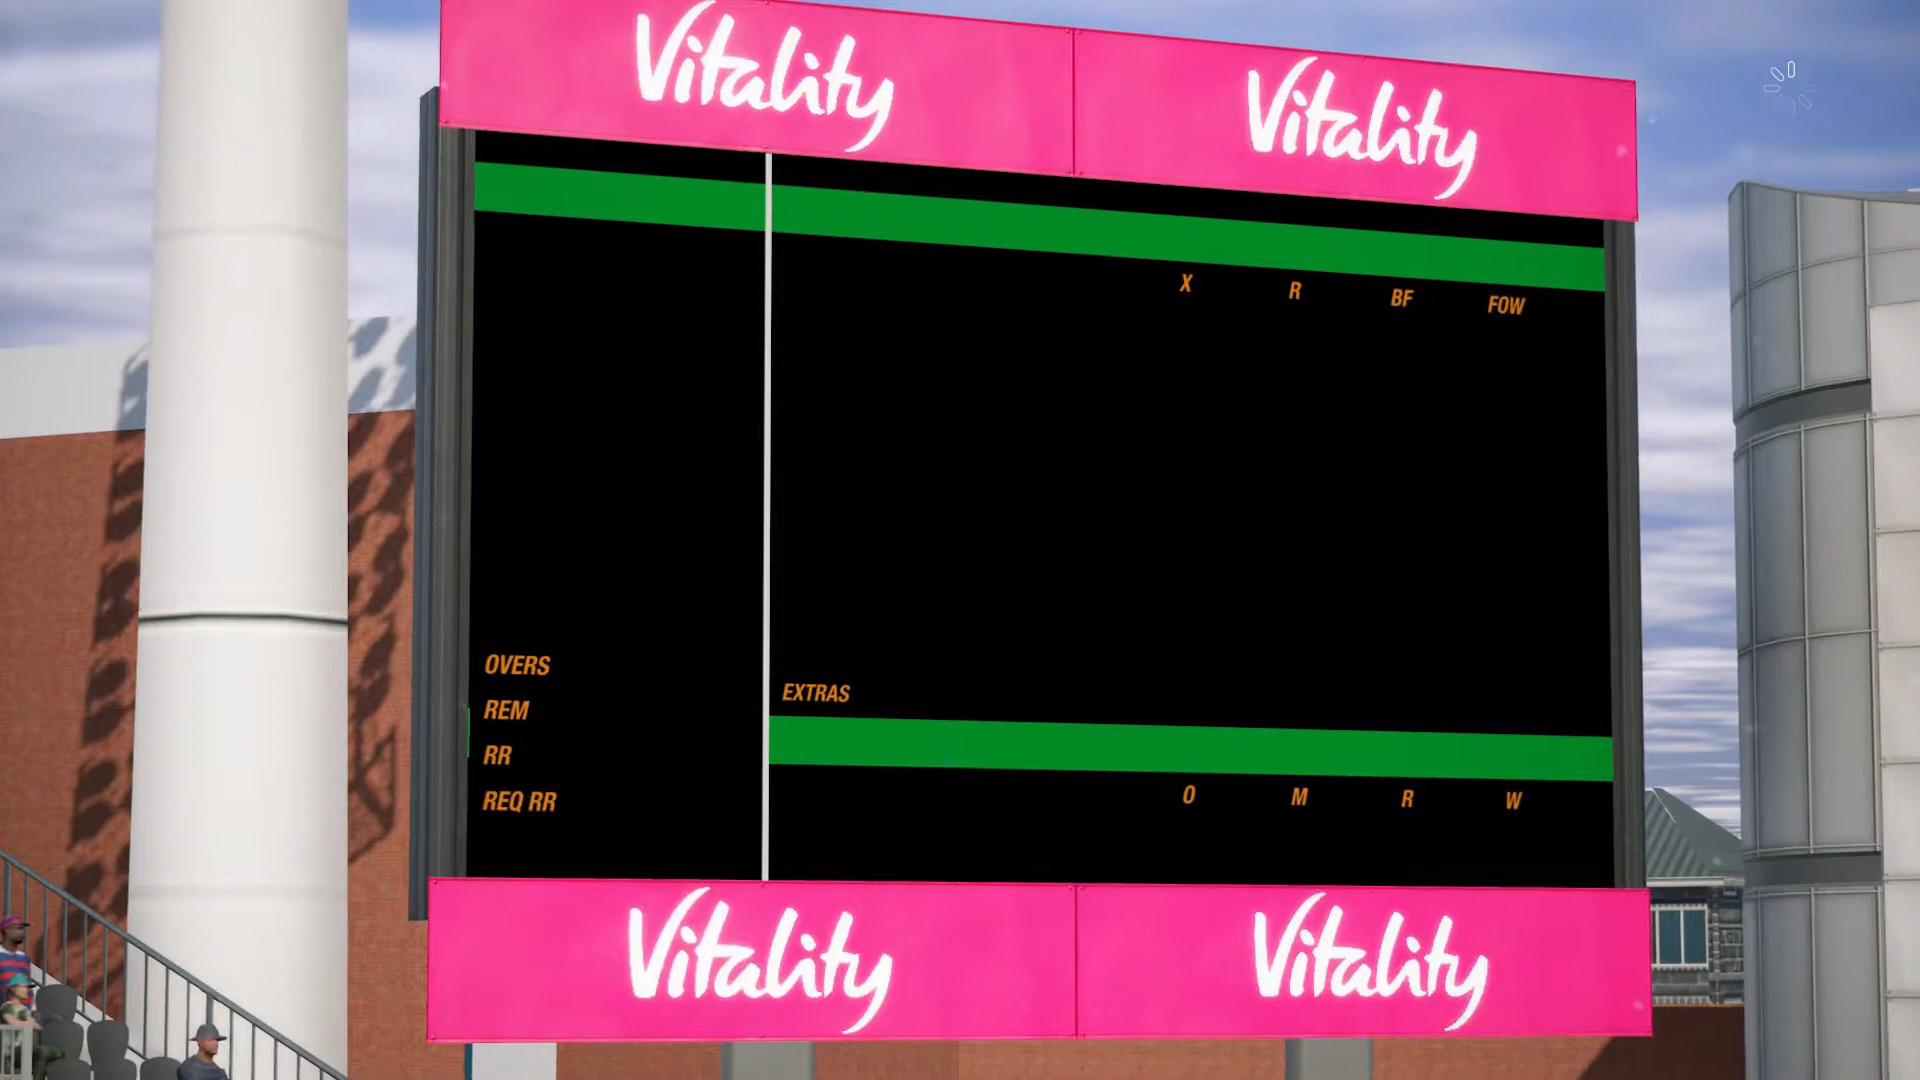 Vitality Vitality
X R BF FOW
OVERS
REM
RR
REQ RR
EXTRAS
O M R W
Vitality Vitality